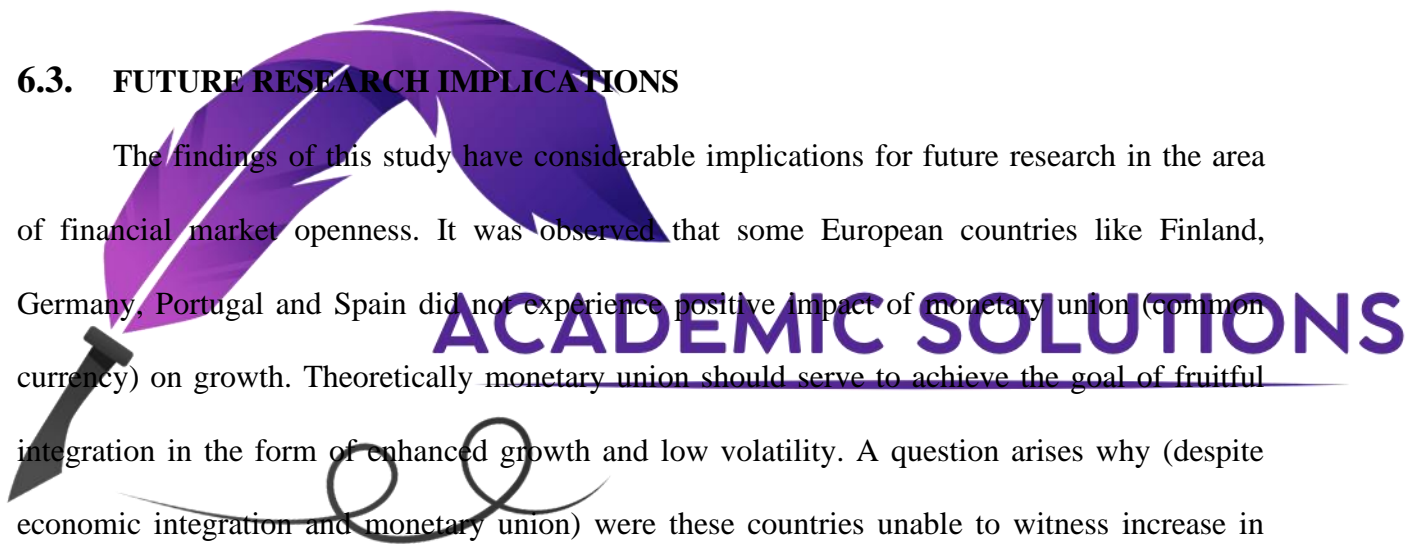 6.3. FUTURE RESEARCH IMPLICATIONS
The findings of this study have considerable implications for future research in the area
of financial market openness. It was observed that some European countries like Finland,
Germany, Portugal and Spain did not experience positive impact of monetary union (common
ACADEMIC SOLUTIONS
currency) on growth. Theoretically monetary union should serve to achieve the goal of fruitful
integration in the form of enhanced growth and low volatility. A question arises why (despite
economic integration and monetary union) were these countries unable to witness increase in